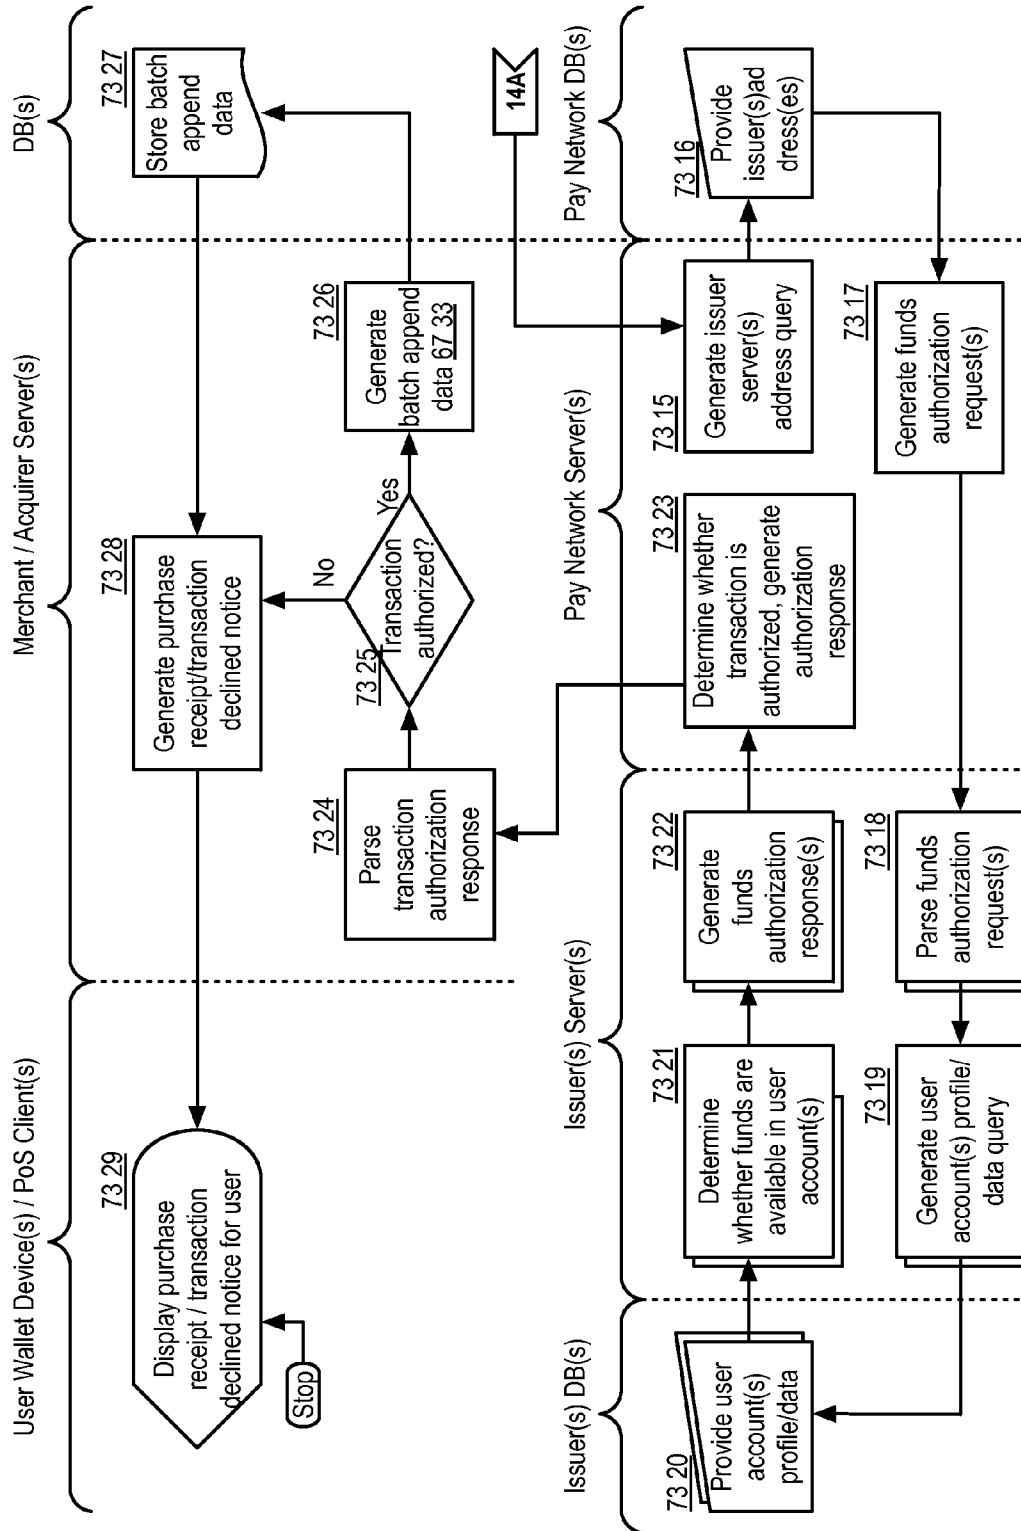 User Wallet Device(s) / PoS Client(s)
Merchant / Acquirer Server(s)
DB(s)
73 29
Display purchase
receipt / transaction
declined notice for user
Stop
73 28
Generate purchase
receipt/transaction
declined notice
73 27
Store batch
append
data
73 24
Parse
transaction
authorization
response
73 25
Transaction
authorized?
No
Yes
73 26
Generate
batch append
data 67 33
14A
Issuer(s) DB(s)
Issuer(s) Server(s)
Pay Network Server(s)
Pay Network DB(s)
73 20
Provide user
account(s)
profile/data
73 21
Determine
whether funds are
available in user
account(s)
73 22
Generate
funds
authorization
response(s)
73 23
Determine whether
transaction is
authorized, generate
authorization
response
73 15
Generate issuer
server(s)
address query
73 16
Provide
issuer(s)ad
dress(es)
73 19
Generate user
account(s) profile/
data query
73 18
Parse funds
authorization
request(s)
73 17
Generate funds
authorization
request(s)